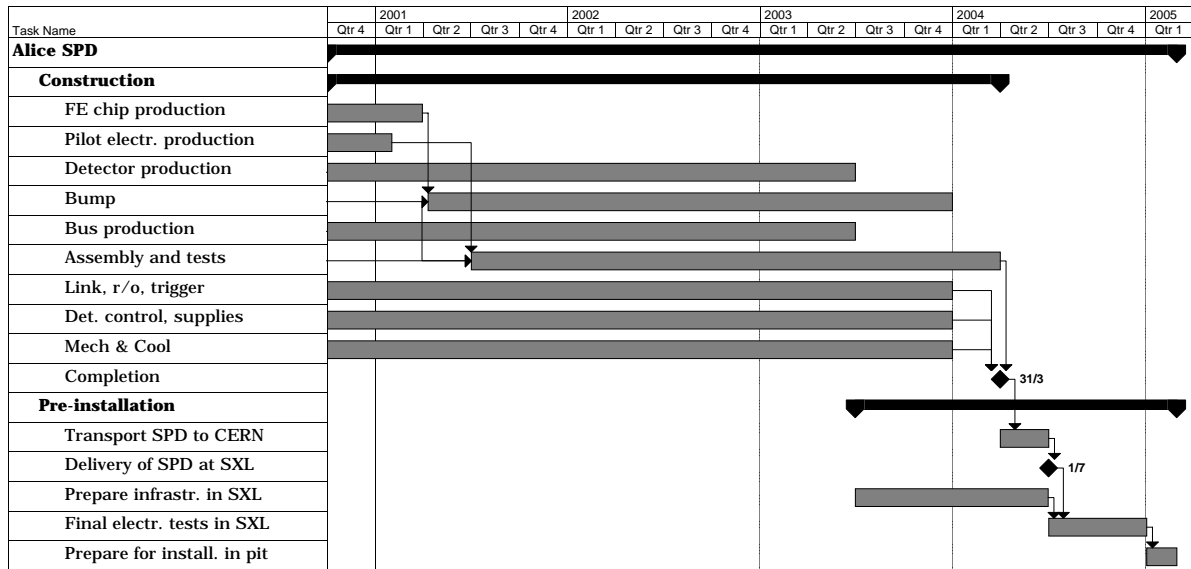 2001 2002 2003 2004 2005
Task Name Qtr 4 Qtr 1 Qtr 2 Qtr 3 Qtr 4 Qtr 1 Qtr 2 Qtr 3 Qtr 4 Qtr 1 Qtr 2 Qtr 3 Qtr 4 Qtr 1 Qtr 2 Qtr 3 Qtr 4 Qtr 1
Alice SPD
Construction
FE chip production
Pilot electr. production
Detector production
Bump
Bus production
Assembly and tests
Link, r/o, trigger
Det. control, supplies
Mech & Cool
Completion 31/3
Pre-installation
Transport SPD to CERN
Delivery of SPD at SXL 1/7
Prepare infrastr. in SXL
Final electr. tests in SXL
Prepare for install. in pit